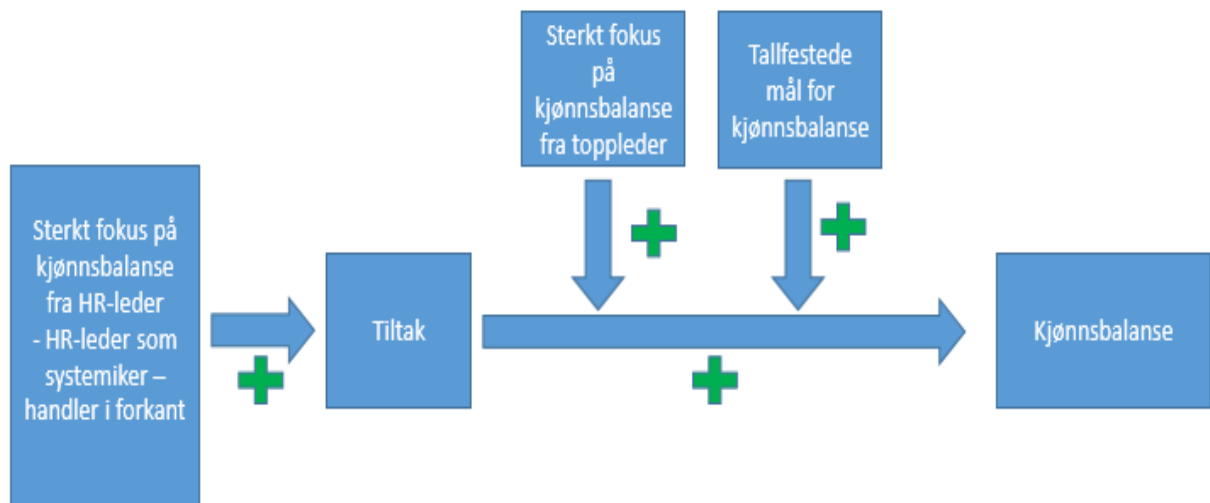 Sterkt fokus
på
kjønnsbalanse
fra toppleder
Tallfestede
mål for
kjønnsbalanse
Sterkt fokus på
kjønnsbalanse
fra HR-leder
- HR-leder som
systemiker –
handler i forkant
Tiltak
Kjønnsbalanse